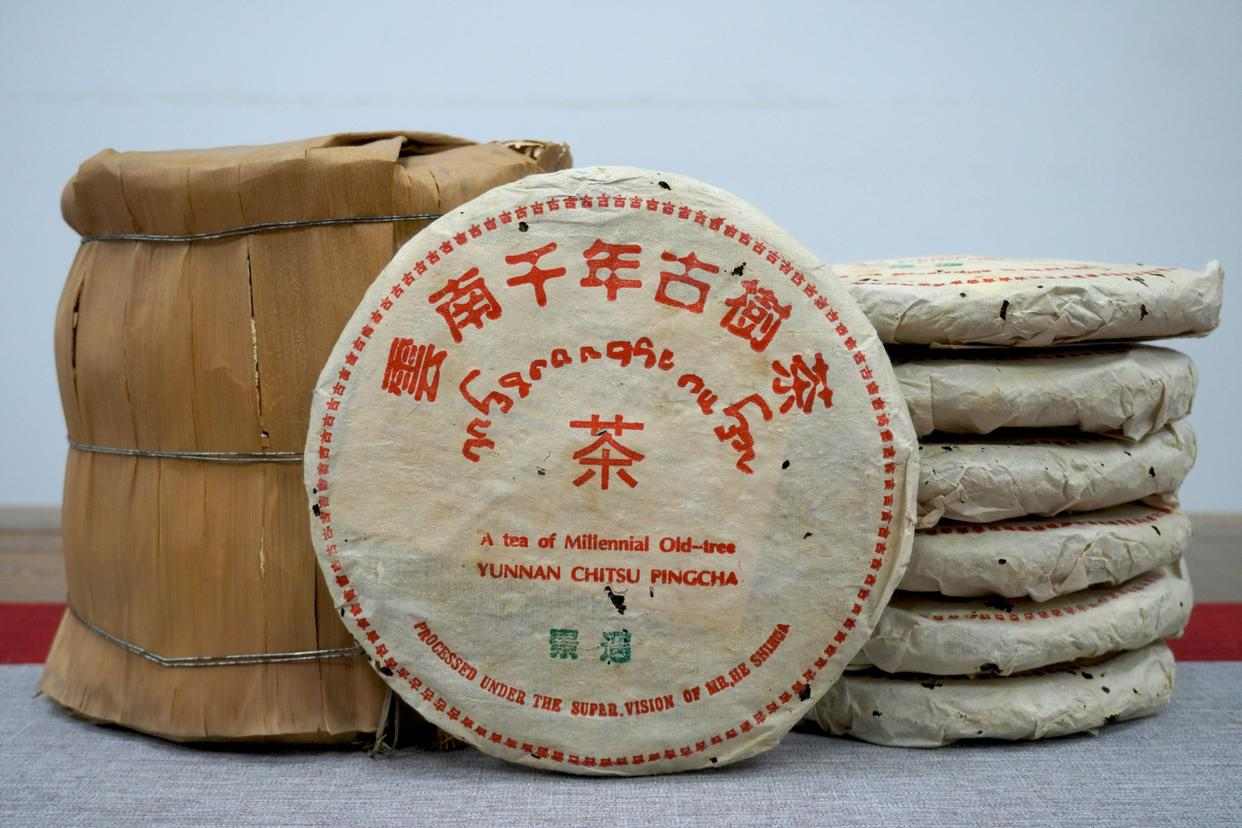 雲南千年古樹茶
茶
A tea of Millennial Old-tree
YUNNAN CHITSU PINGCHA
PROCESSED UNDER THE SUPER.VISION OF MR,HE SHIHUA